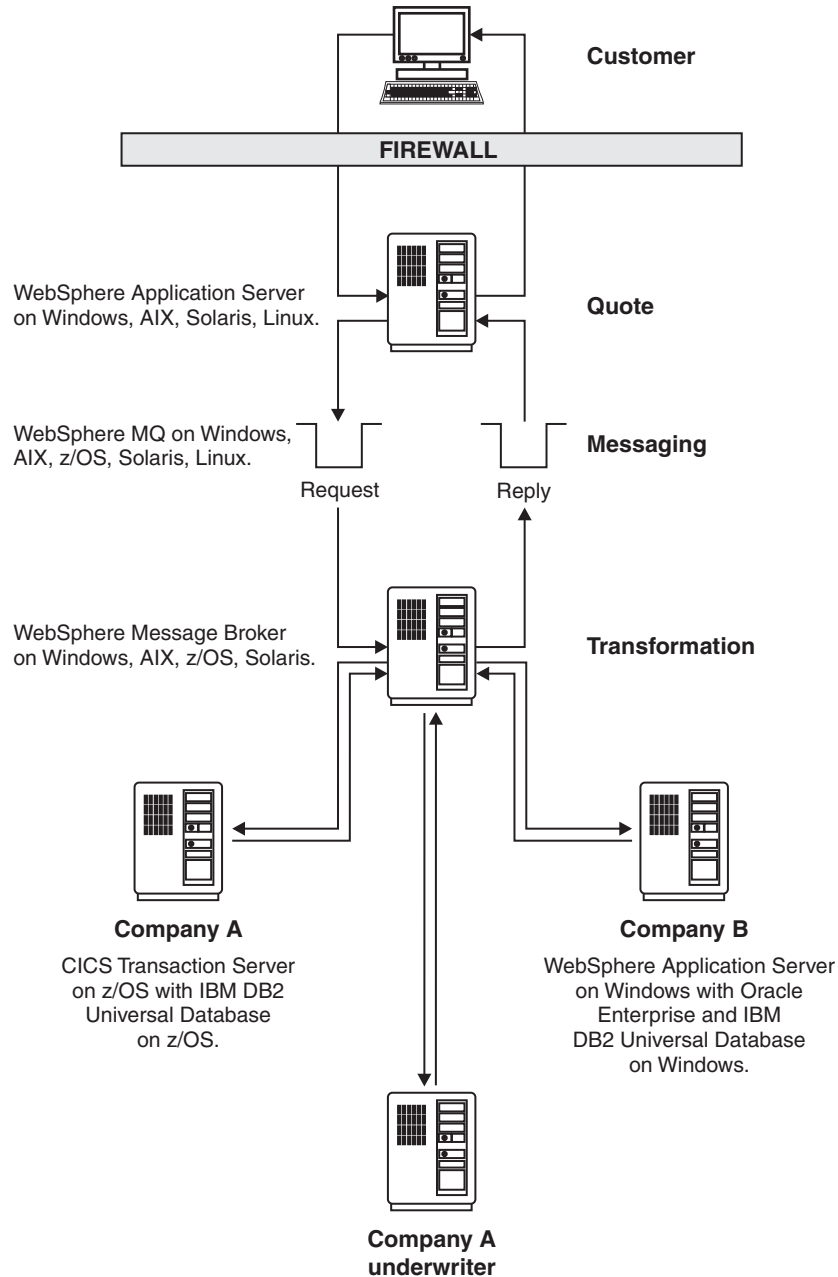 Customer
FIREWALL
WebSphere Application Server
on Windows, AIX, Solaris, Linux.
Quote
WebSphere MQ on Windows,
AIX, z/OS, Solaris, Linux.
Messaging
Request
Reply
WebSphere Message Broker
on Windows, AIX, z/OS, Solaris.
Transformation
Company A
CICS Transaction Server
on z/OS with IBM DB2
Universal Database
on z/OS.
Company B
WebSphere Application Server
on Windows with Oracle
Enterprise and IBM
DB2 Universal Database
on Windows.
Company A
underwriter